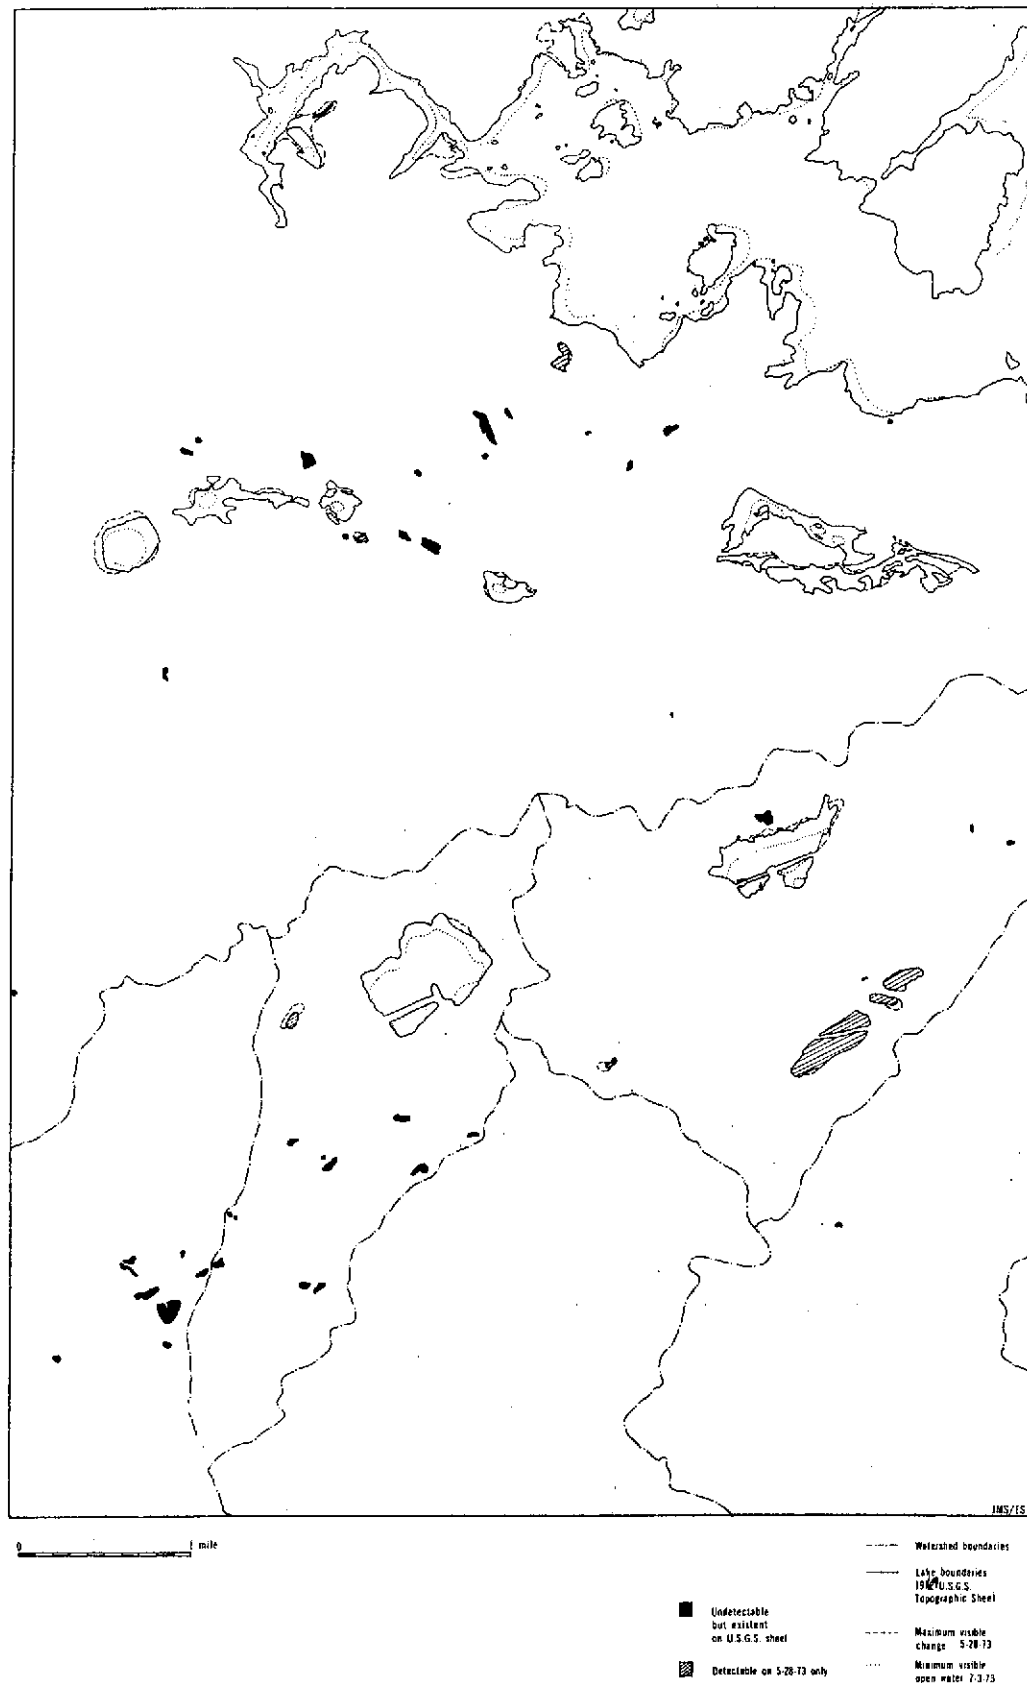 JMS/ES
0 1 mile
Watershed boundaries
Lake boundaries
U.S.G.S.
Topographic Sheet
Undetectable
but existent
on U.S.G.S. sheet
Maximum visible
change 5-28-73
Detectable on 5-28-73 only
Minimum visible
open water 7-3-73